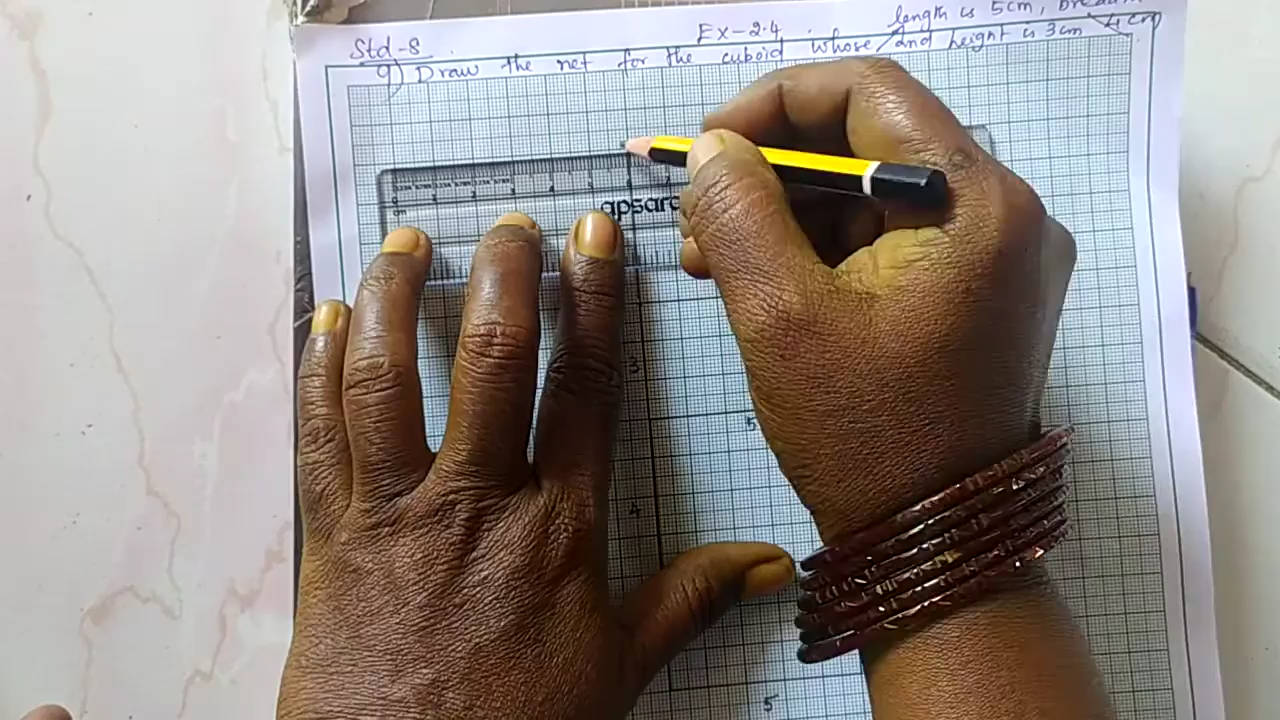 Ex-2.4 length is 5cm,
Std-8
9) Draw the net for the cuboid whose / and height is 3cm 4cm
cm
apsara
3
5
4
5